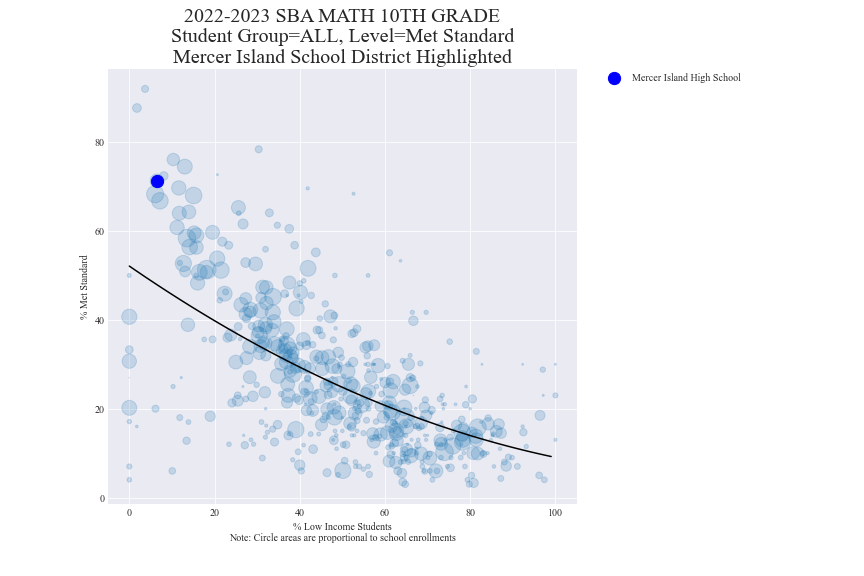 2022-2023 SBA MATH 10TH GRADE
Student Group=ALL, Level=Met Standard
Mercer Island School District Highlighted
Mercer Island High School
% Met Standard
80
60
40
20
0
0 20 40 60 80 100
% Low Income Students
Note: Circle areas are proportional to school enrollments